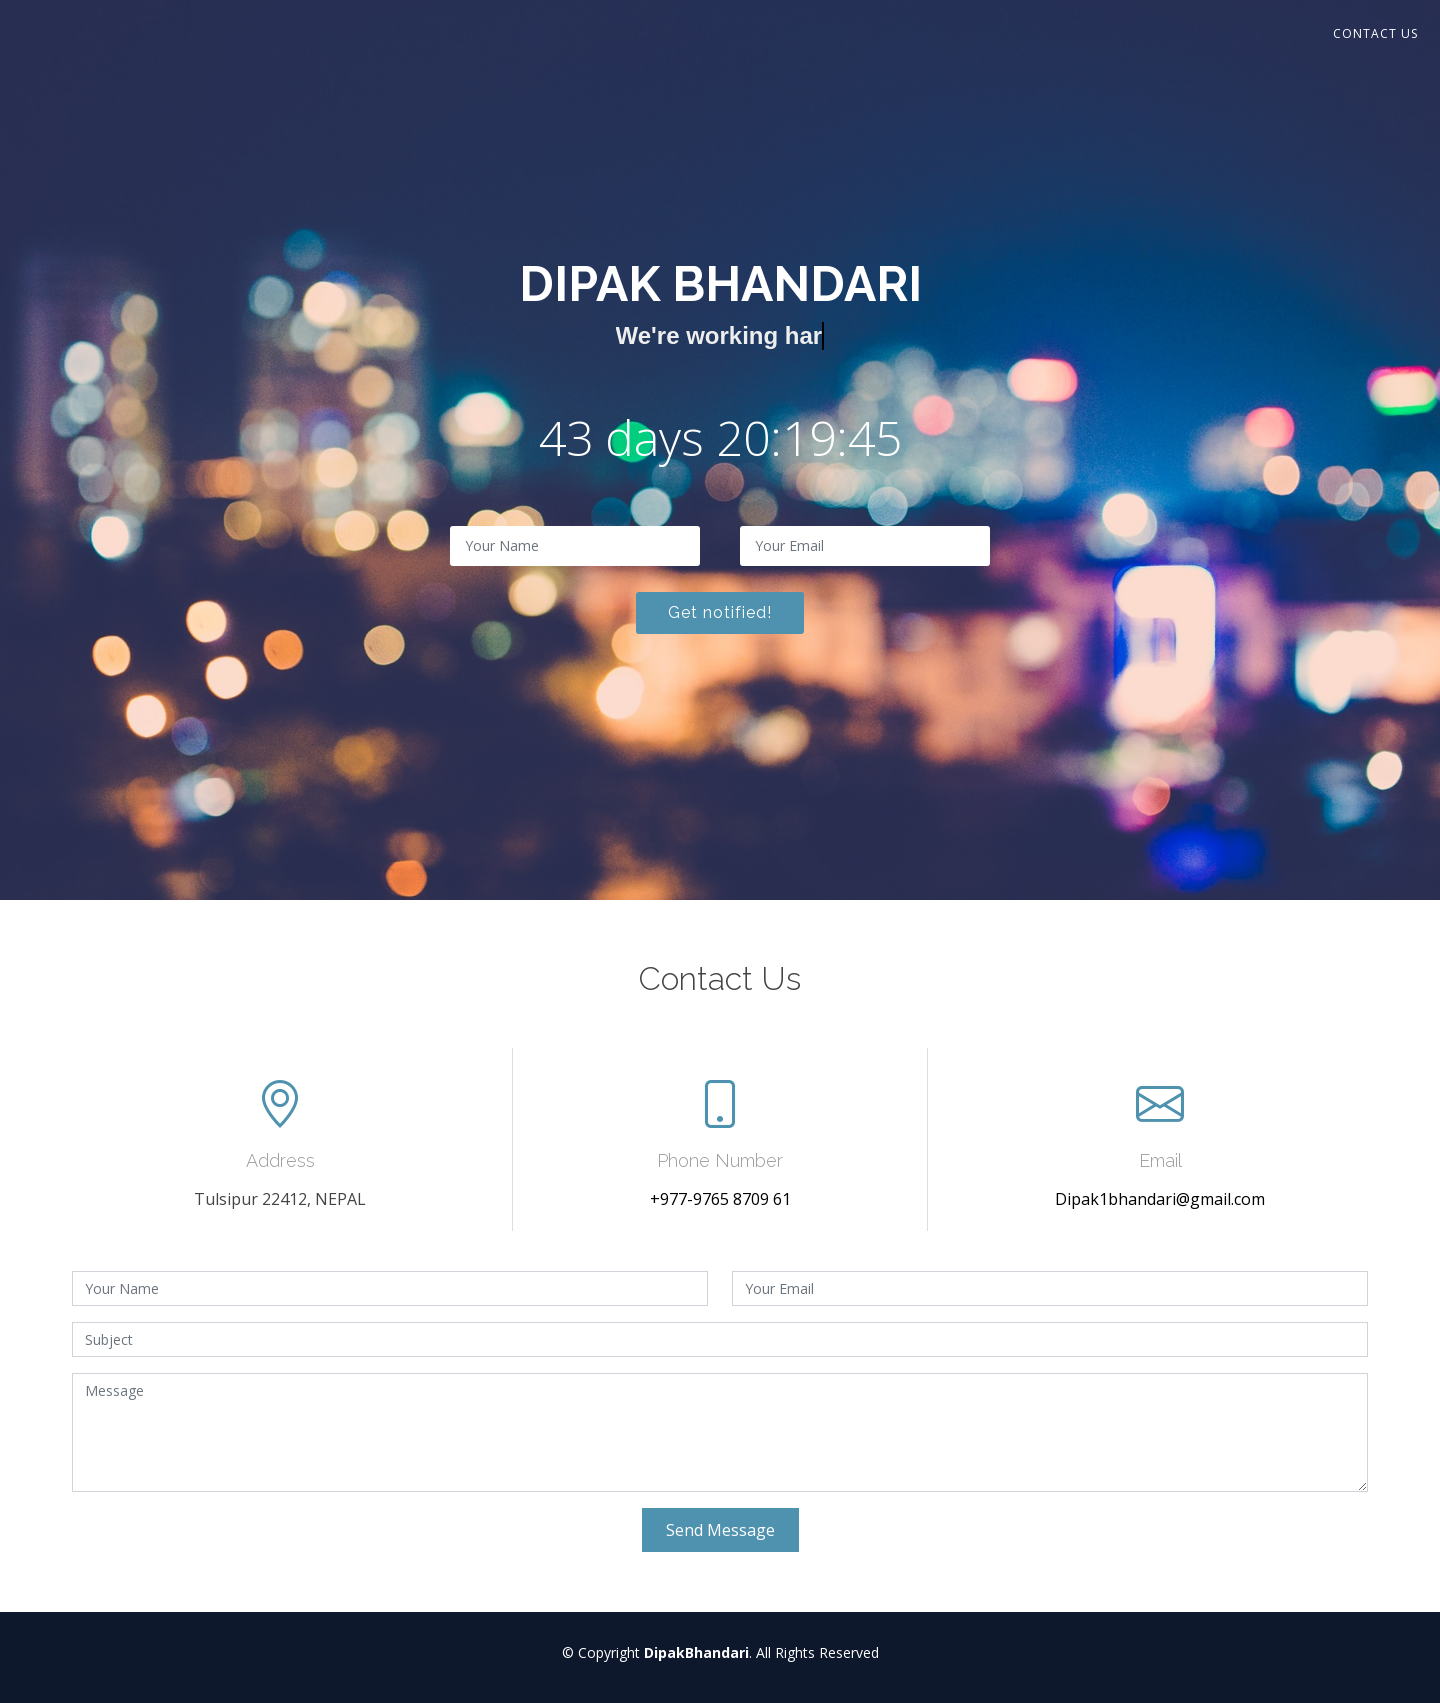 CONTACT US
DIPAK BHANDARI
We're working har
43 days 20:19:45
Your Name
Your Email
Get notified!
Contact Us
Address
Tulsipur 22412, NEPAL
Phone Number
+977-9765 8709 61
Email
Dipak1bhandari@gmail.com
Your Name
Your Email
Subject
Message
Send Message
© Copyright DipakBhandari. All Rights Reserved